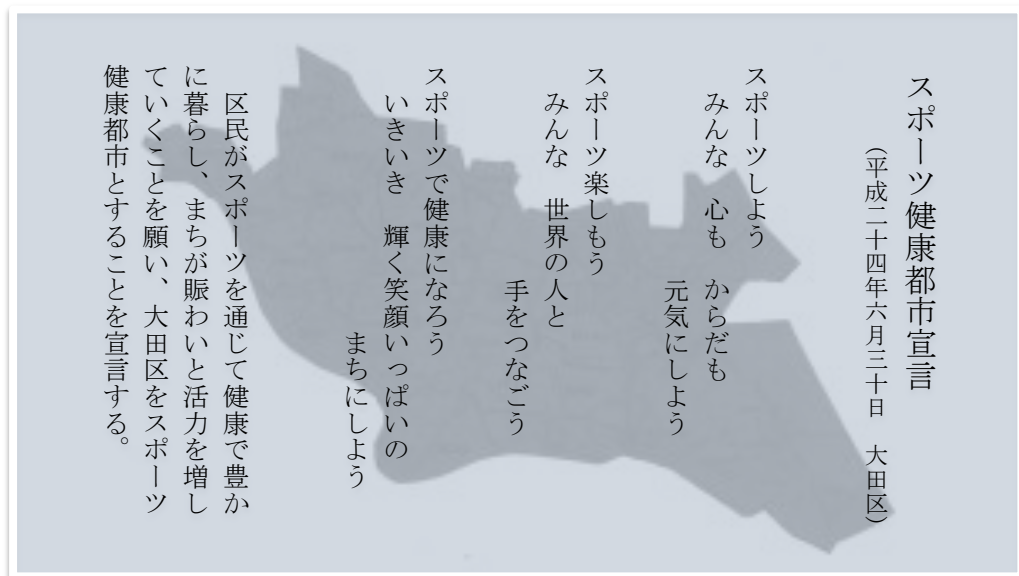 スポーツ健康都市宣言
（平成二十四年六月三十日　大田区）
スポーツしよう
みんな　心も　からだも
元気にしよう
スポーツ楽しもう
みんな　世界の人と
手をつなごう
スポーツで健康になろう
いきいき　輝く笑顔いっぱいの
まちにしよう
区民がスポーツを通じて健康で豊か
に暮らし、まちが賑わいと活力を増し
ていくことを願い、大田区をスポーツ
健康都市とすることを宣言する。